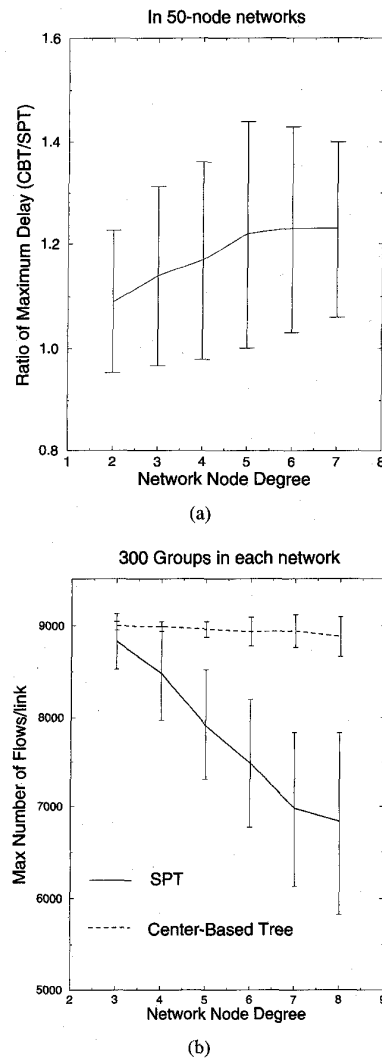 In 50-node networks
1.6
1.4
1.2
1.0
0.8
Ratio of Maximum Delay (CBT/SPT)
1 2 3 4 5 6 7 8
Network Node Degree
(a)
300 Groups in each network
9000
8000
7000
6000
5000
Max Number of Flows/link
SPT
Center-Based Tree
2 3 4 5 6 7 8 9
Network Node Degree
(b)